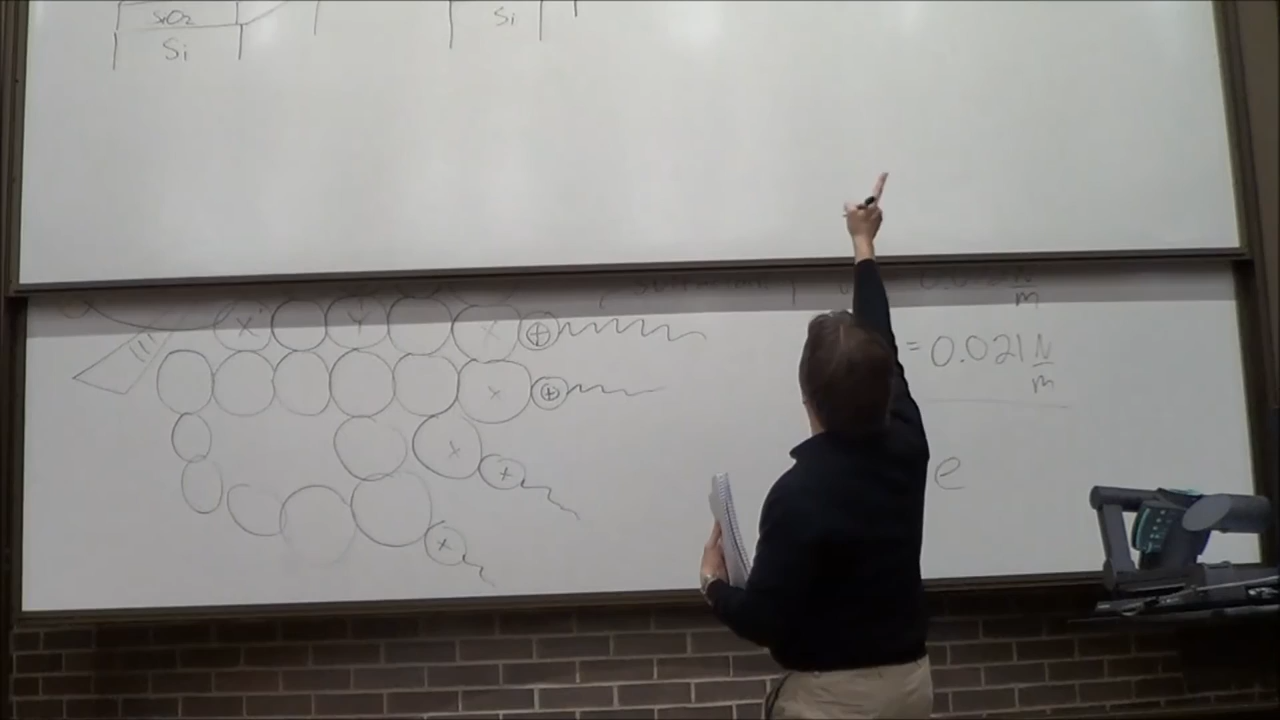 SiO2
Si
Si
X Y X
N
m
= 0.021 N/m
X
X
e
X